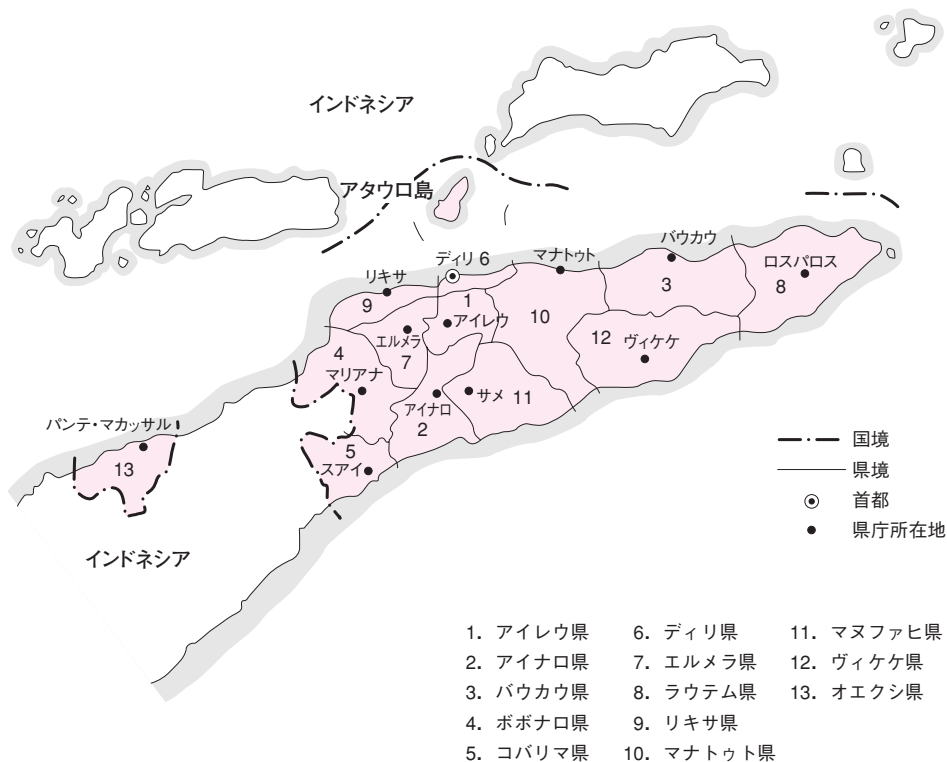 インドネシア
アタウロ島
バウカウ
ディリ 6
マナトゥト
ロスパロス
リキサ
8
3
9
1
10
アイレウ
エルメラ
12
ヴィケケ
4
7
マリアナ
サメ
11
アイナロ
2
パンテ・マカッサル
13
5
スアイ
国境
県境
首都
県庁所在地
インドネシア
1. アイレウ県
2. アイナロ県
3. バウカウ県
4. ボボナロ県
5. コバリマ県
6. ディリ県
7. エルメラ県
8. ラウテム県
9. リキサ県
10. マナトゥト県
11. マヌファヒ県
12. ヴィケケ県
13. オエクシ県